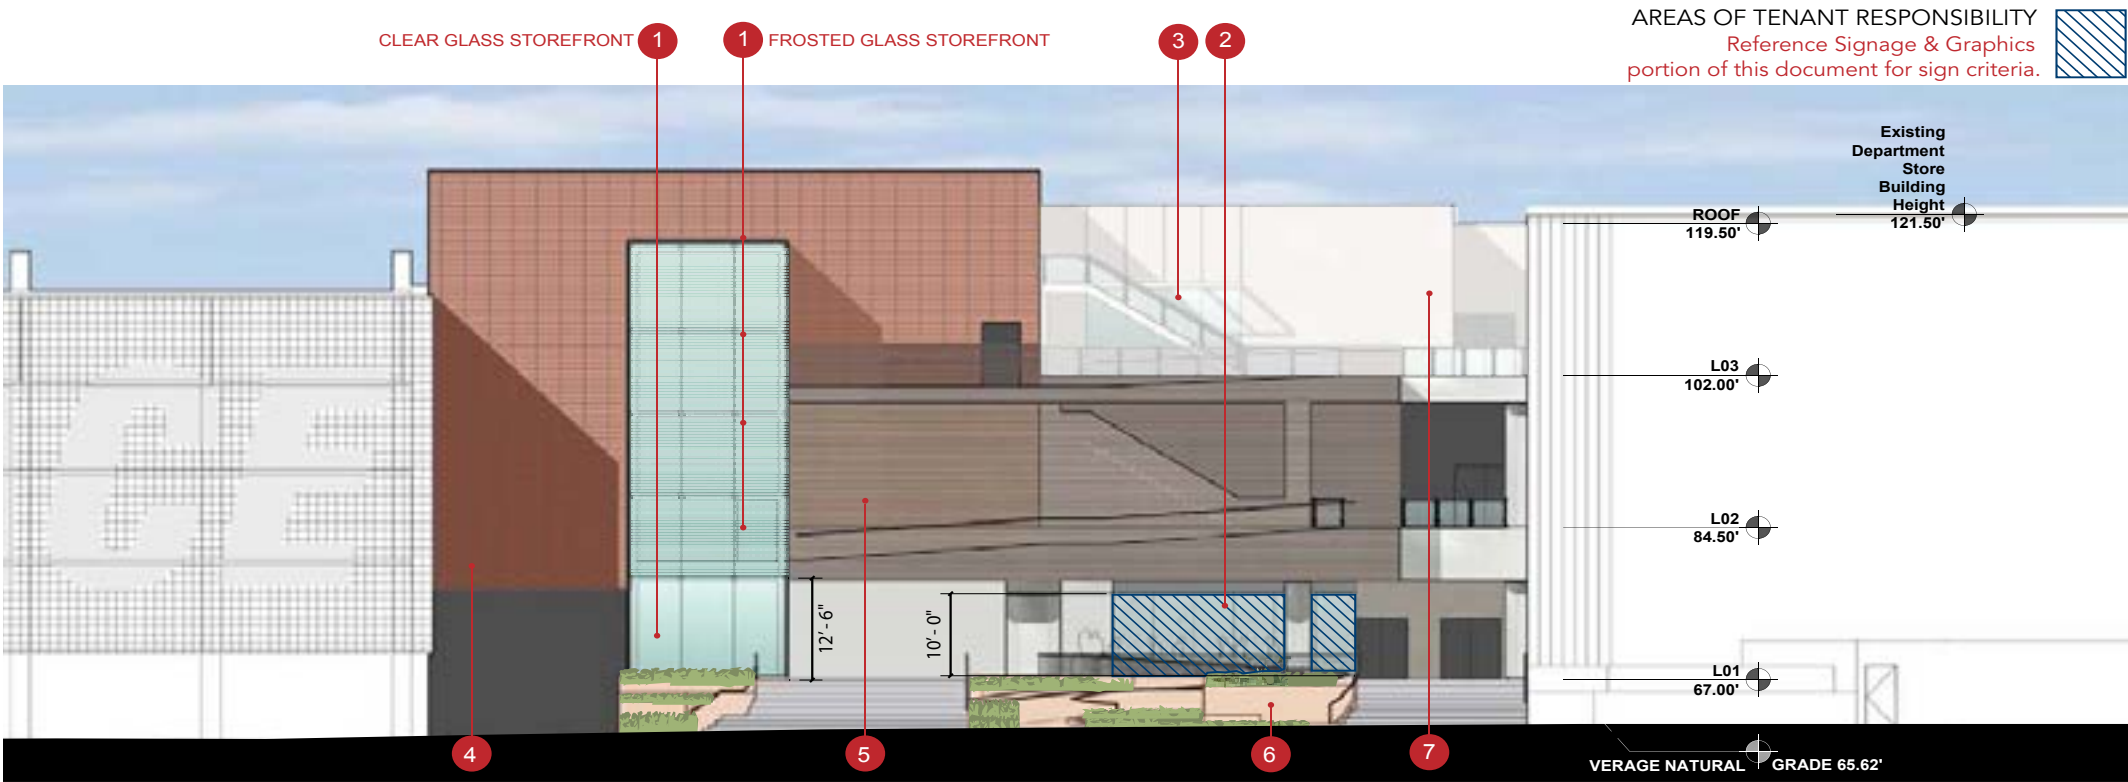 CLEAR GLASS STOREFRONT 1
1 FROSTED GLASS STOREFRONT
3 2
AREAS OF TENANT RESPONSIBILITY
Reference Signage & Graphics
portion of this document for sign criteria.
Existing
Department
Store
Building
Height
121.50'
ROOF
119.50'
L03
102.00'
CE
L02
84.50'
12'- 6"
10'- 0"
L01
67.00'
4 5 6 7
VERAGE NATURAL GRADE 65.62'